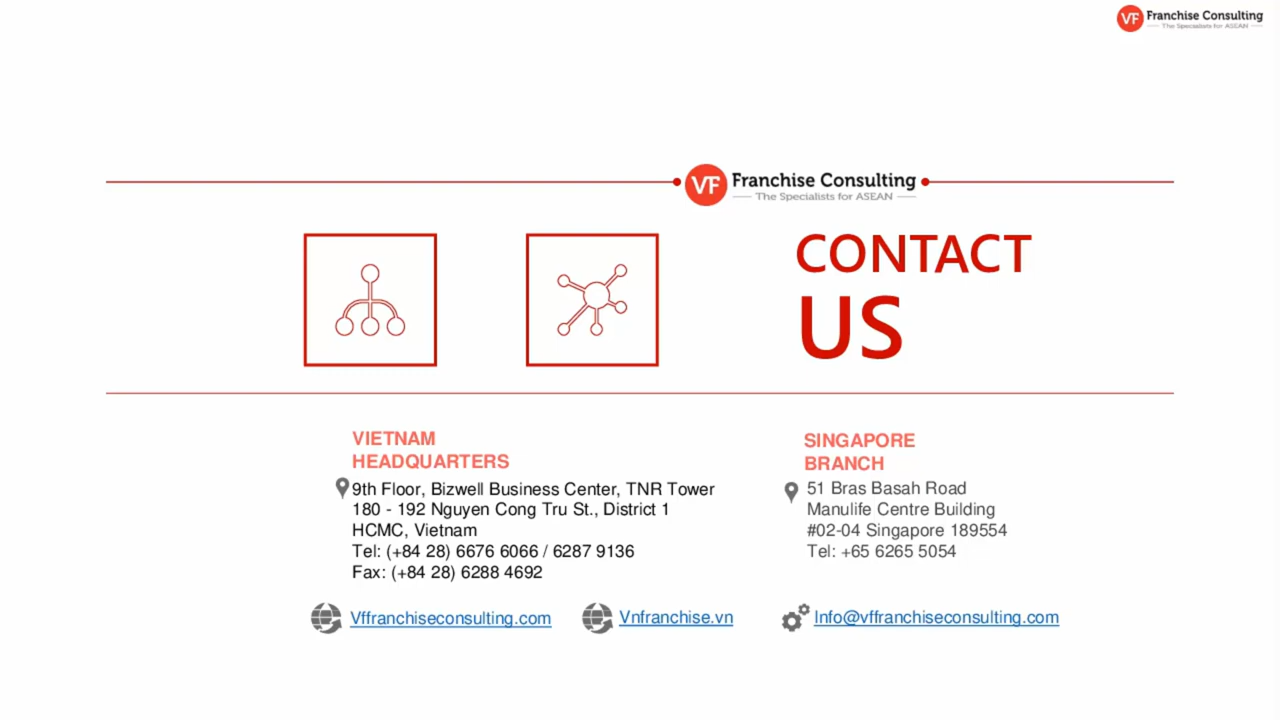 VF Franchise Consulting
The Specialists for ASEAN
VF Franchise Consulting
The Specialists for ASEAN
CONTACT
US
VIETNAM
HEADQUARTERS
9th Floor, Bizwell Business Center, TNR Tower
180 - 192 Nguyen Cong Tru St., District 1
HCMC, Vietnam
Tel: (+84 28) 6676 6066 / 6287 9136
Fax: (+84 28) 6288 4692
SINGAPORE
BRANCH
51 Bras Basah Road
Manulife Centre Building
#02-04 Singapore 189554
Tel: +65 6265 5054
Vffranchiseconsulting.com
Vnfranchise.vn
Info@vffranchiseconsulting.com